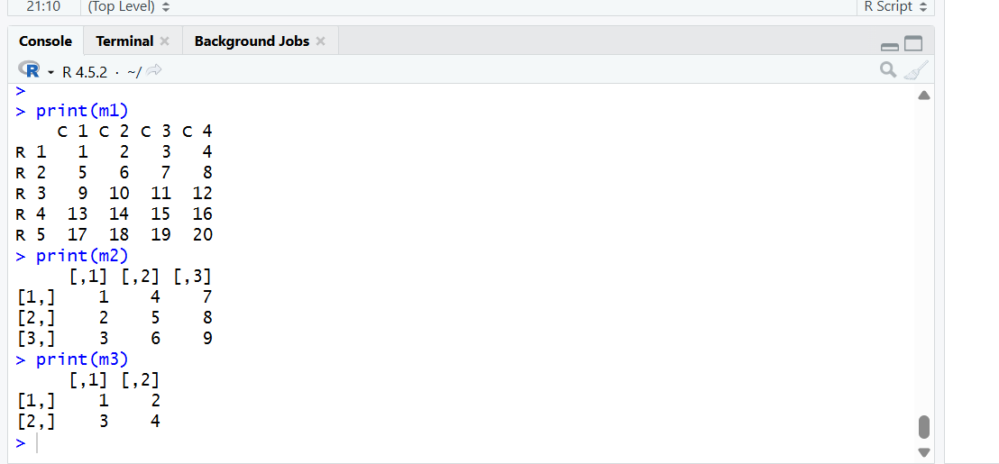 21:10 (Top Level) R Script
Console Terminal Background Jobs
R R 4.5.2 · ~/
>
> print(m1)
    C 1 C 2 C 3 C 4
R 1   1   2   3   4
R 2   5   6   7   8
R 3   9  10  11  12
R 4  13  14  15  16
R 5  17  18  19  20
> print(m2)
     [,1] [,2] [,3]
[1,]    1    4    7
[2,]    2    5    8
[3,]    3    6    9
> print(m3)
     [,1] [,2]
[1,]    1    2
[2,]    3    4
>